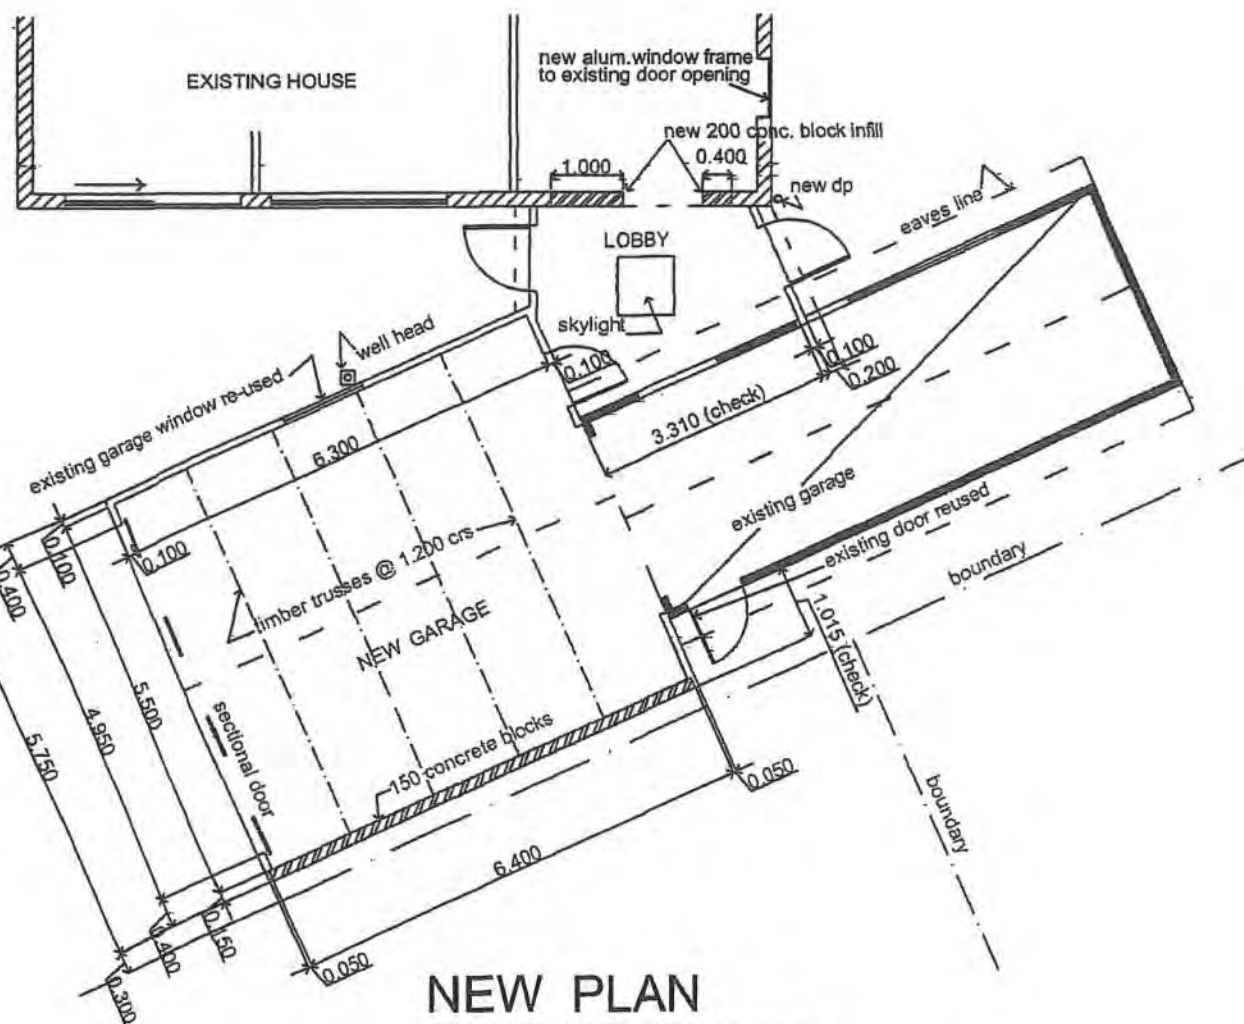 EXISTING HOUSE
new alum.window frame
to existing door opening
new 200 conc. block infill
1.000
0.400
new dp
eaves line
LOBBY
skylight
well head
existing garage window re-used
0.100
0.100
0.200
3.310 (check)
6.300
existing garage
existing door reused
boundary
0.100
0.100
0.400
timber trusses @ 1.200 crs
NEW GARAGE
1.015 (check)
5.500
4.950
5.750
sectional door
150 concrete blocks
0.050
boundary
6.400
0.150
0.400
0.300
0.050
NEW PLAN